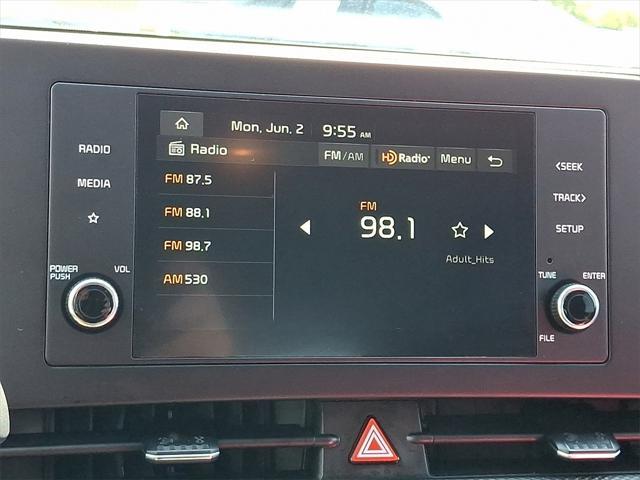 Mon, Jun. 2 9:55 AM
RADIO
MEDIA
POWER PUSH
VOL
Radio
FM/AM HD Radio Menu
FM 87.5
FM 88.1
FM 98.7
AM 530
FM
98.1
Adult_Hits
<SEEK
TRACK>
SETUP
TUNE
ENTER
FILE